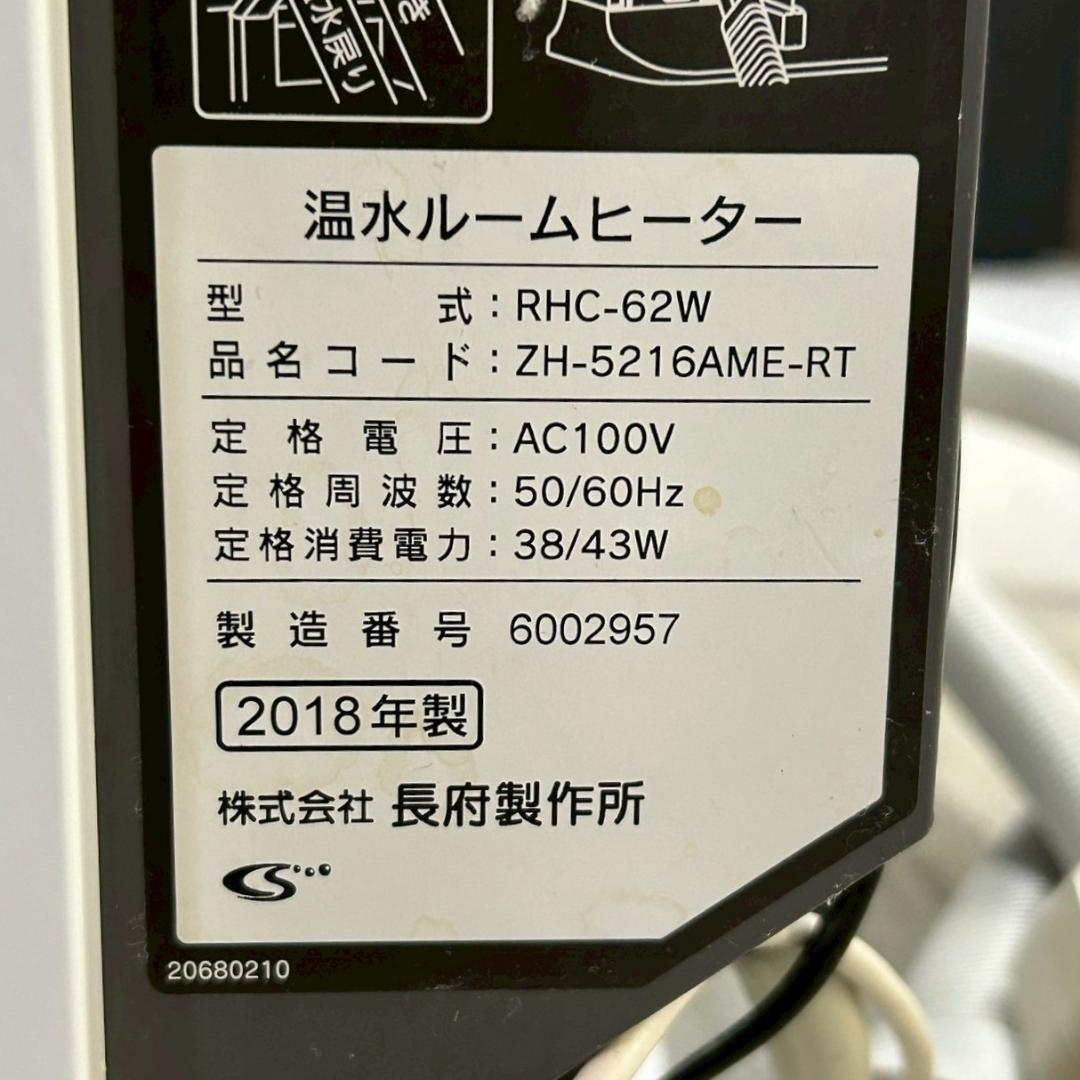 き
水戻り
温水ルームヒーター
型式：RHC-62W
品名コード：ZH-5216AME-RT
定格電圧：AC100V
定格周波数：50/60Hz
定格消費電力：38/43W
製造番号 6002957
2018年製
株式会社 長府製作所
20680210